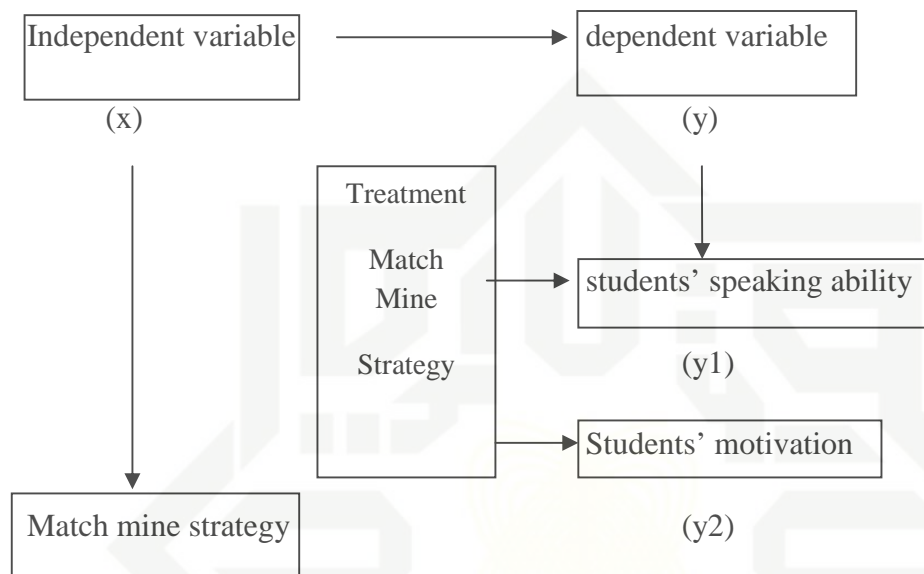 Independent variable
dependent variable
(x)
(y)
Treatment
Match
Mine
Strategy
students’ speaking ability
(y1)
Students’ motivation
(y2)
Match mine strategy